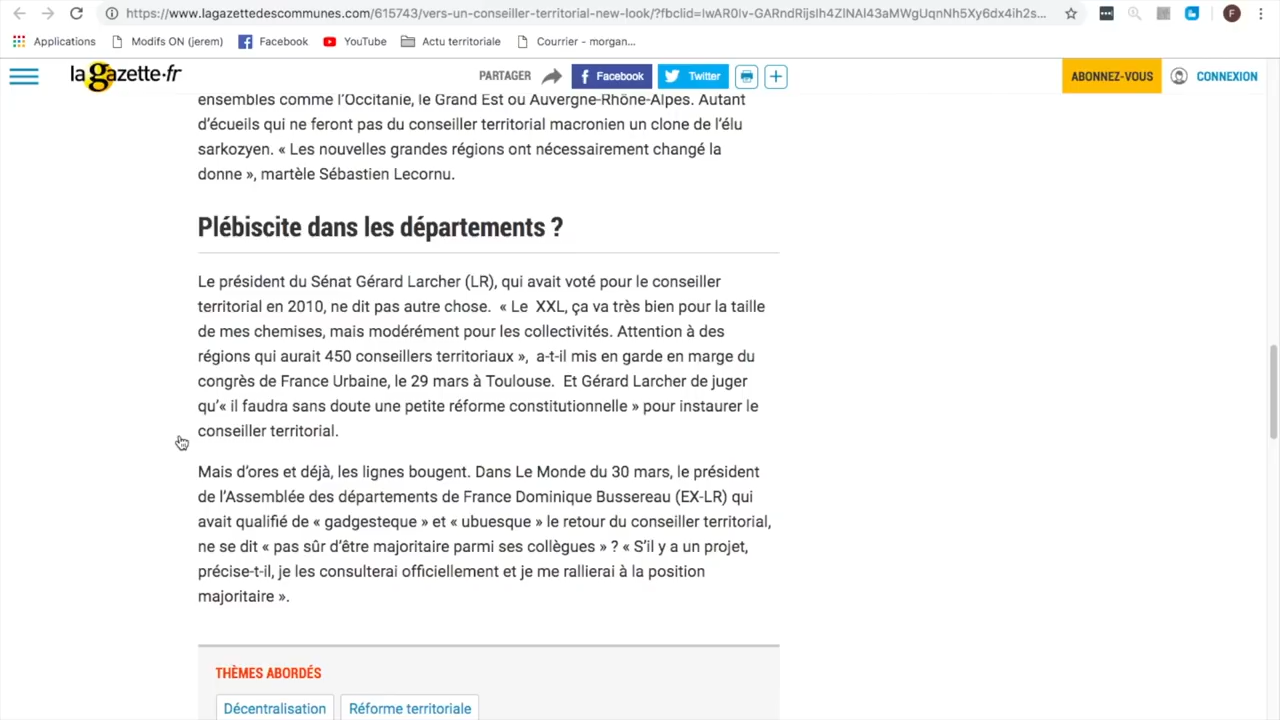 https://www.lagazettedescommunes.com/615743/vers-un-conseiller-territorial-new-look/?fbclid=IwAR0Iv-GARndRijsIh4ZlNAl43aMWgUqnNh5Xy6dx4ih2s...
F
Applications Modifs ON (jerem) Facebook YouTube Actu territoriale Courrier - morgan...
la gazette.fr PARTAGER Facebook Twitter ABONNEZ-VOUS CONNEXION
ensembles comme l’Occitanie, le Grand Est ou Auvergne-Rhône-Alpes. Autant
d’écueils qui ne feront pas du conseiller territorial macronien un clone de l’élu
sarkozyen. « Les nouvelles grandes régions ont nécessairement changé la
donne », martèle Sébastien Lecornu.
Plébiscite dans les départements ?
Le président du Sénat Gérard Larcher (LR), qui avait voté pour le conseiller
territorial en 2010, ne dit pas autre chose. « Le XXL, ça va très bien pour la taille
de mes chemises, mais modérément pour les collectivités. Attention à des
régions qui aurait 450 conseillers territoriaux », a-t-il mis en garde en marge du
congrès de France Urbaine, le 29 mars à Toulouse. Et Gérard Larcher de juger
qu’« il faudra sans doute une petite réforme constitutionnelle » pour instaurer le
conseiller territorial.
Mais d’ores et déjà, les lignes bougent. Dans Le Monde du 30 mars, le président
de l’Assemblée des départements de France Dominique Bussereau (EX-LR) qui
avait qualifié de « gadgesteque » et « ubuesque » le retour du conseiller territorial,
ne se dit « pas sûr d’être majoritaire parmi ses collègues » ? « S’il y a un projet,
précise-t-il, je les consulterai officiellement et je me rallierai à la position
majoritaire ».
THÈMES ABORDÉS
Décentralisation Réforme territoriale